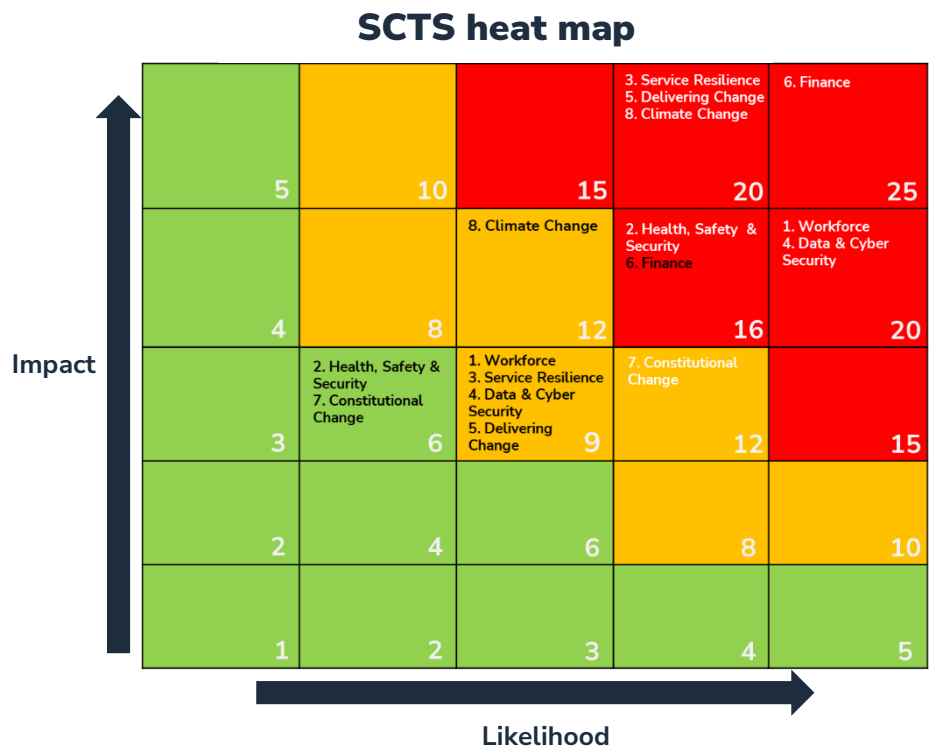 SCTS heat map
3. Service Resilience
5. Delivering Change
8. Climate Change
6. Finance
5
10
15
20
25
8. Climate Change
2. Health, Safety &
Security
6. Finance
1. Workforce
4. Data & Cyber
Security
4
8
12
16
20
Impact
2. Health, Safety &
Security
7. Constitutional
Change
1. Workforce
3. Service Resilience
4. Data & Cyber
Security
5. Delivering
Change
7. Constitutional
Change
3
6
9
12
15
2
4
6
8
10
1
2
3
4
5
Likelihood